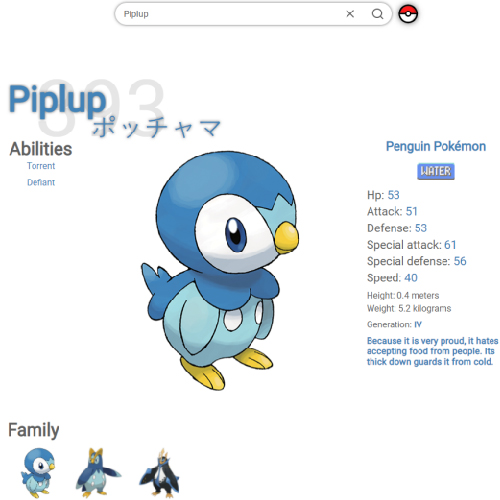 Piplup
893
Piplup
ポッチャマ
Abilities
Torrent
Defiant
Penguin Pokémon
WATER
Hp: 53
Attack: 51
Defense: 53
Special attack: 61
Special defense: 56
Speed: 40
Height: 0.4 meters
Weight: 5.2 kilograms
Generation: IV
Because it is very proud, it hates
accepting food from people. Its
thick down guards it from cold.
Family